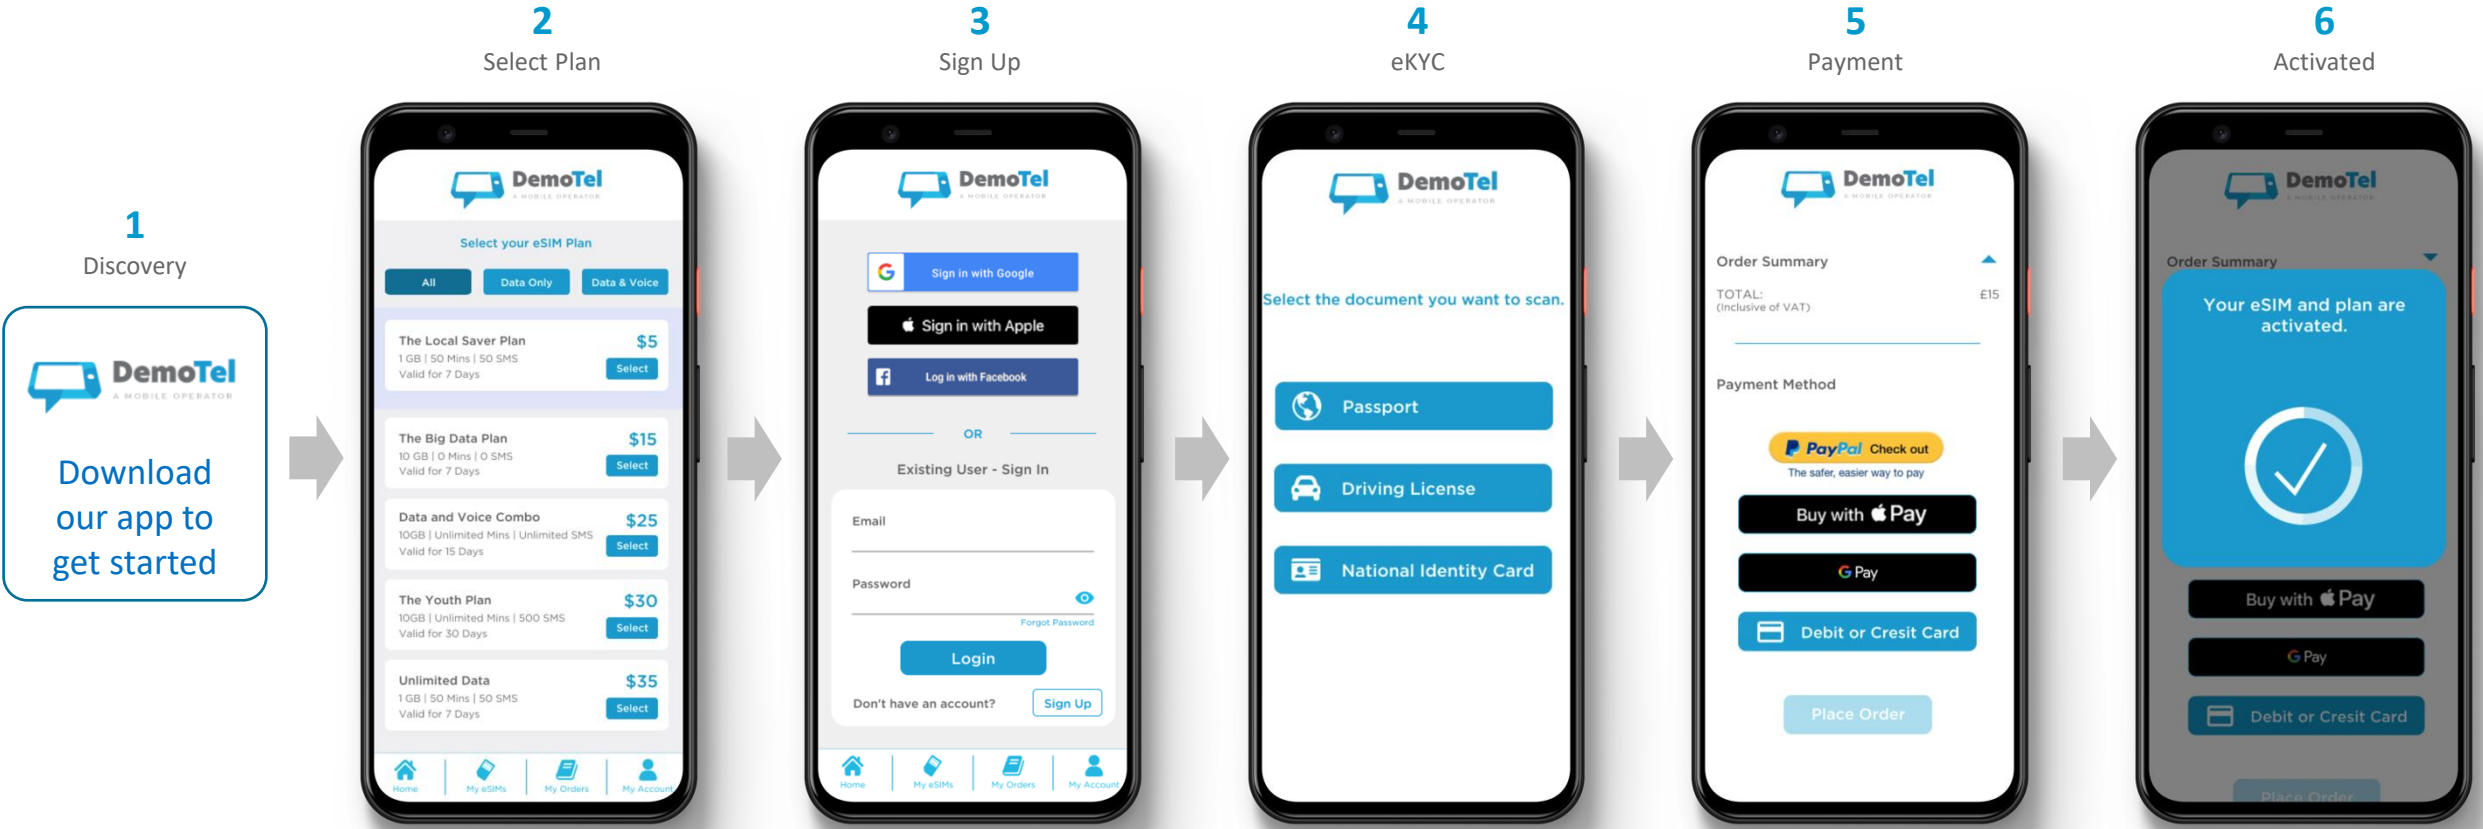 1
Discovery
DemoTel
A MOBILE OPERATOR
Download
our app to
get started
2
Select Plan
DemoTel
A MOBILE OPERATOR
Select your eSIM Plan
All
Data Only
Data & Voice
The Local Saver Plan
$5
1 GB | 50 Mins | 50 SMS
Valid for 7 Days
Select
The Big Data Plan
$15
10 GB | 0 Mins | 0 SMS
Valid for 7 Days
Select
Data and Voice Combo
$25
10GB | Unlimited Mins | Unlimited SMS
Valid for 15 Days
Select
The Youth Plan
$30
10GB | Unlimited Mins | 500 SMS
Valid for 30 Days
Select
Unlimited Data
$35
1 GB | 50 Mins | 50 SMS
Valid for 7 Days
Select
Home
My eSIMs
My Orders
My Account
3
Sign Up
DemoTel
A MOBILE OPERATOR
Sign in with Google
Sign in with Apple
Log in with Facebook
OR
Existing User - Sign In
Email
Password
Forgot Password
Login
Don't have an account?
Sign Up
Home
My eSIMs
My Orders
My Account
4
eKYC
DemoTel
A MOBILE OPERATOR
Select the document you want to scan.
Passport
Driving License
National Identity Card
5
Payment
DemoTel
A MOBILE OPERATOR
Order Summary
TOTAL:
£15
(Inclusive of VAT)
Payment Method
PayPal Check out
The safer, easier way to pay
Buy with Pay
G Pay
Debit or Cresit Card
Place Order
6
Activated
DemoTel
A MOBILE OPERATOR
Order Summary
Your eSIM and plan are
activated.
Buy with Pay
G Pay
Debit or Cresit Card
Place Order